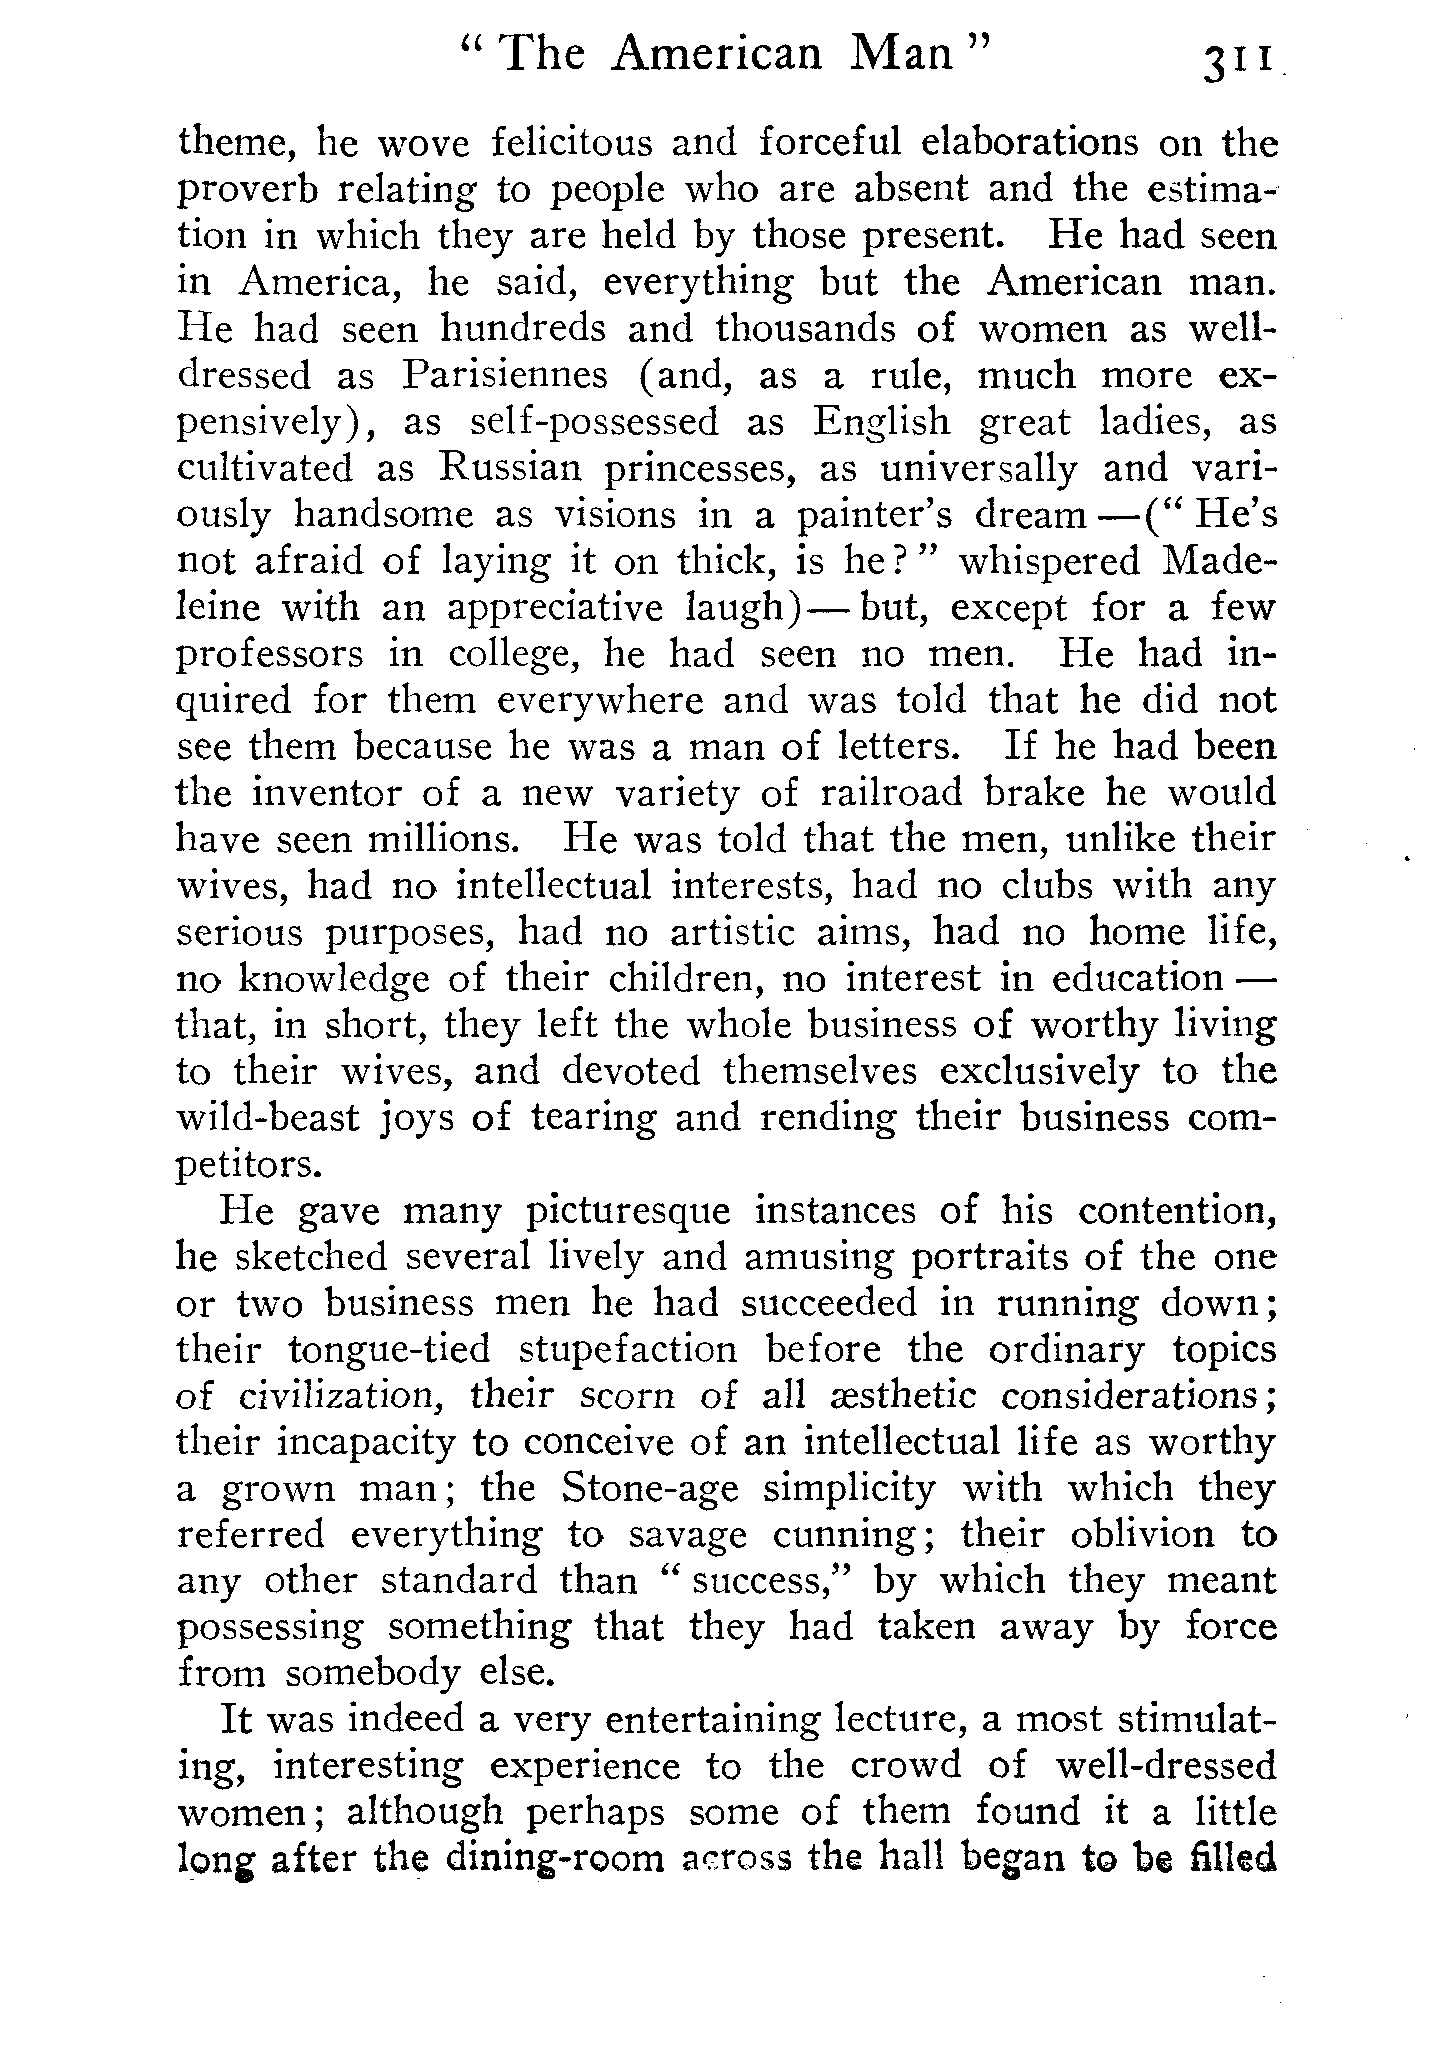 “ The American Man ” 311
theme, he wove felicitous and forceful elaborations on the
proverb relating to people who are absent and the estima-
tion in which they are held by those present. He had seen
in America, he said, everything but the American man.
He had seen hundreds and thousands of women as well-
dressed as Parisiennes (and, as a rule, much more ex-
pensively), as self-possessed as English great ladies, as
cultivated as Russian princesses, as universally and vari-
ously handsome as visions in a painter’s dream —(“ He’s
not afraid of laying it on thick, is he? ” whispered Made-
leine with an appreciative laugh)— but, except for a few
professors in college, he had seen no men. He had in-
quired for them everywhere and was told that he did not
see them because he was a man of letters. If he had been
the inventor of a new variety of railroad brake he would
have seen millions. He was told that the men, unlike their
wives, had no intellectual interests, had no clubs with any
serious purposes, had no artistic aims, had no home life,
no knowledge of their children, no interest in education —
that, in short, they left the whole business of worthy living
to their wives, and devoted themselves exclusively to the
wild-beast joys of tearing and rending their business com-
petitors.
He gave many picturesque instances of his contention,
he sketched several lively and amusing portraits of the one
or two business men he had succeeded in running down;
their tongue-tied stupefaction before the ordinary topics
of civilization, their scorn of all æsthetic considerations;
their incapacity to conceive of an intellectual life as worthy
a grown man; the Stone-age simplicity with which they
referred everything to savage cunning; their oblivion to
any other standard than “ success,” by which they meant
possessing something that they had taken away by force
from somebody else.
It was indeed a very entertaining lecture, a most stimulat-
ing, interesting experience to the crowd of well-dressed
women; although perhaps some of them found it a little
long after the dining-room across the hall began to be filled